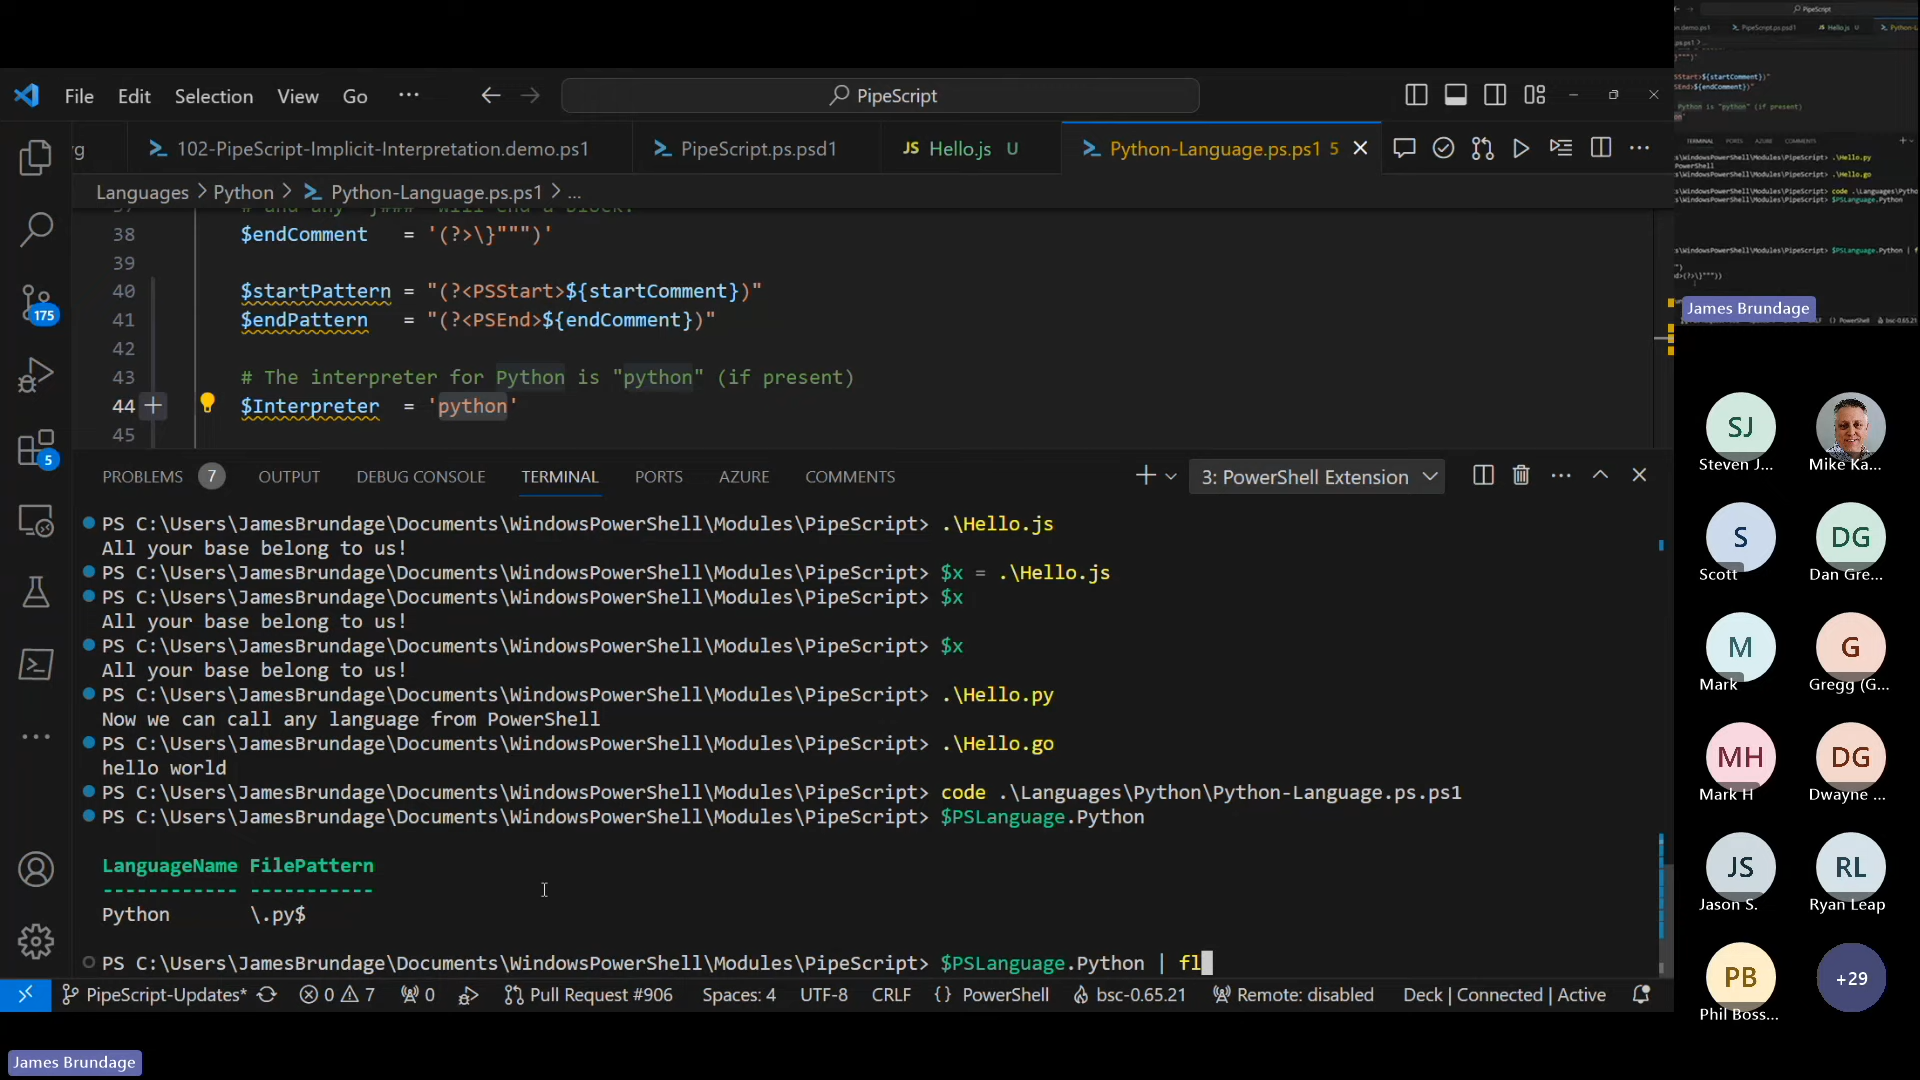 PipeScript
File Edit Selection View Go ··· PipeScript
rg 102-PipeScript-Implicit-Interpretation.demo.ps1 PipeScript.ps.psd1 JS Hello.js U Python-Language.ps.ps1 5
Languages > Python > Python-Language.ps.ps1 > ...
38 $endComment = '(?>\}""")'
39
40 $startPattern = "(?<PSStart>${startComment})"
41 $endPattern = "(?<PSEnd>${endComment})"
42
43 # The interpreter for Python is "python" (if present)
44 $Interpreter = 'python'
45
PROBLEMS 7 OUTPUT DEBUG CONSOLE TERMINAL PORTS AZURE COMMENTS 3: PowerShell Extension
PS C:\Users\JamesBrundage\Documents\WindowsPowerShell\Modules\PipeScript> .\Hello.js
All your base belong to us!
PS C:\Users\JamesBrundage\Documents\WindowsPowerShell\Modules\PipeScript> $x = .\Hello.js
PS C:\Users\JamesBrundage\Documents\WindowsPowerShell\Modules\PipeScript> $x
All your base belong to us!
PS C:\Users\JamesBrundage\Documents\WindowsPowerShell\Modules\PipeScript> $x
All your base belong to us!
PS C:\Users\JamesBrundage\Documents\WindowsPowerShell\Modules\PipeScript> .\Hello.py
Now we can call any language from PowerShell
PS C:\Users\JamesBrundage\Documents\WindowsPowerShell\Modules\PipeScript> .\Hello.go
hello world
PS C:\Users\JamesBrundage\Documents\WindowsPowerShell\Modules\PipeScript> code .\Languages\Python\Python-Language.ps.ps1
PS C:\Users\JamesBrundage\Documents\WindowsPowerShell\Modules\PipeScript> $PSLanguage.Python
LanguageName FilePattern
------------ -----------
Python \.py$
PS C:\Users\JamesBrundage\Documents\WindowsPowerShell\Modules\PipeScript> $PSLanguage.Python | fl
175
5
PipeScript-Updates* 0 7 0 Pull Request #906 Spaces: 4 UTF-8 CRLF {} PowerShell bsc-0.65.21 Remote: disabled Deck | Connected | Active
James Brundage
James Brundage
SJ
Steven J...
Mike Ka...
S
Scott
DG
Dan Gre...
M
Mark
G
Gregg (G...
MH
Mark H
DG
Dwayne ...
JS
Jason S.
RL
Ryan Leap
PB
Phil Boss...
+29